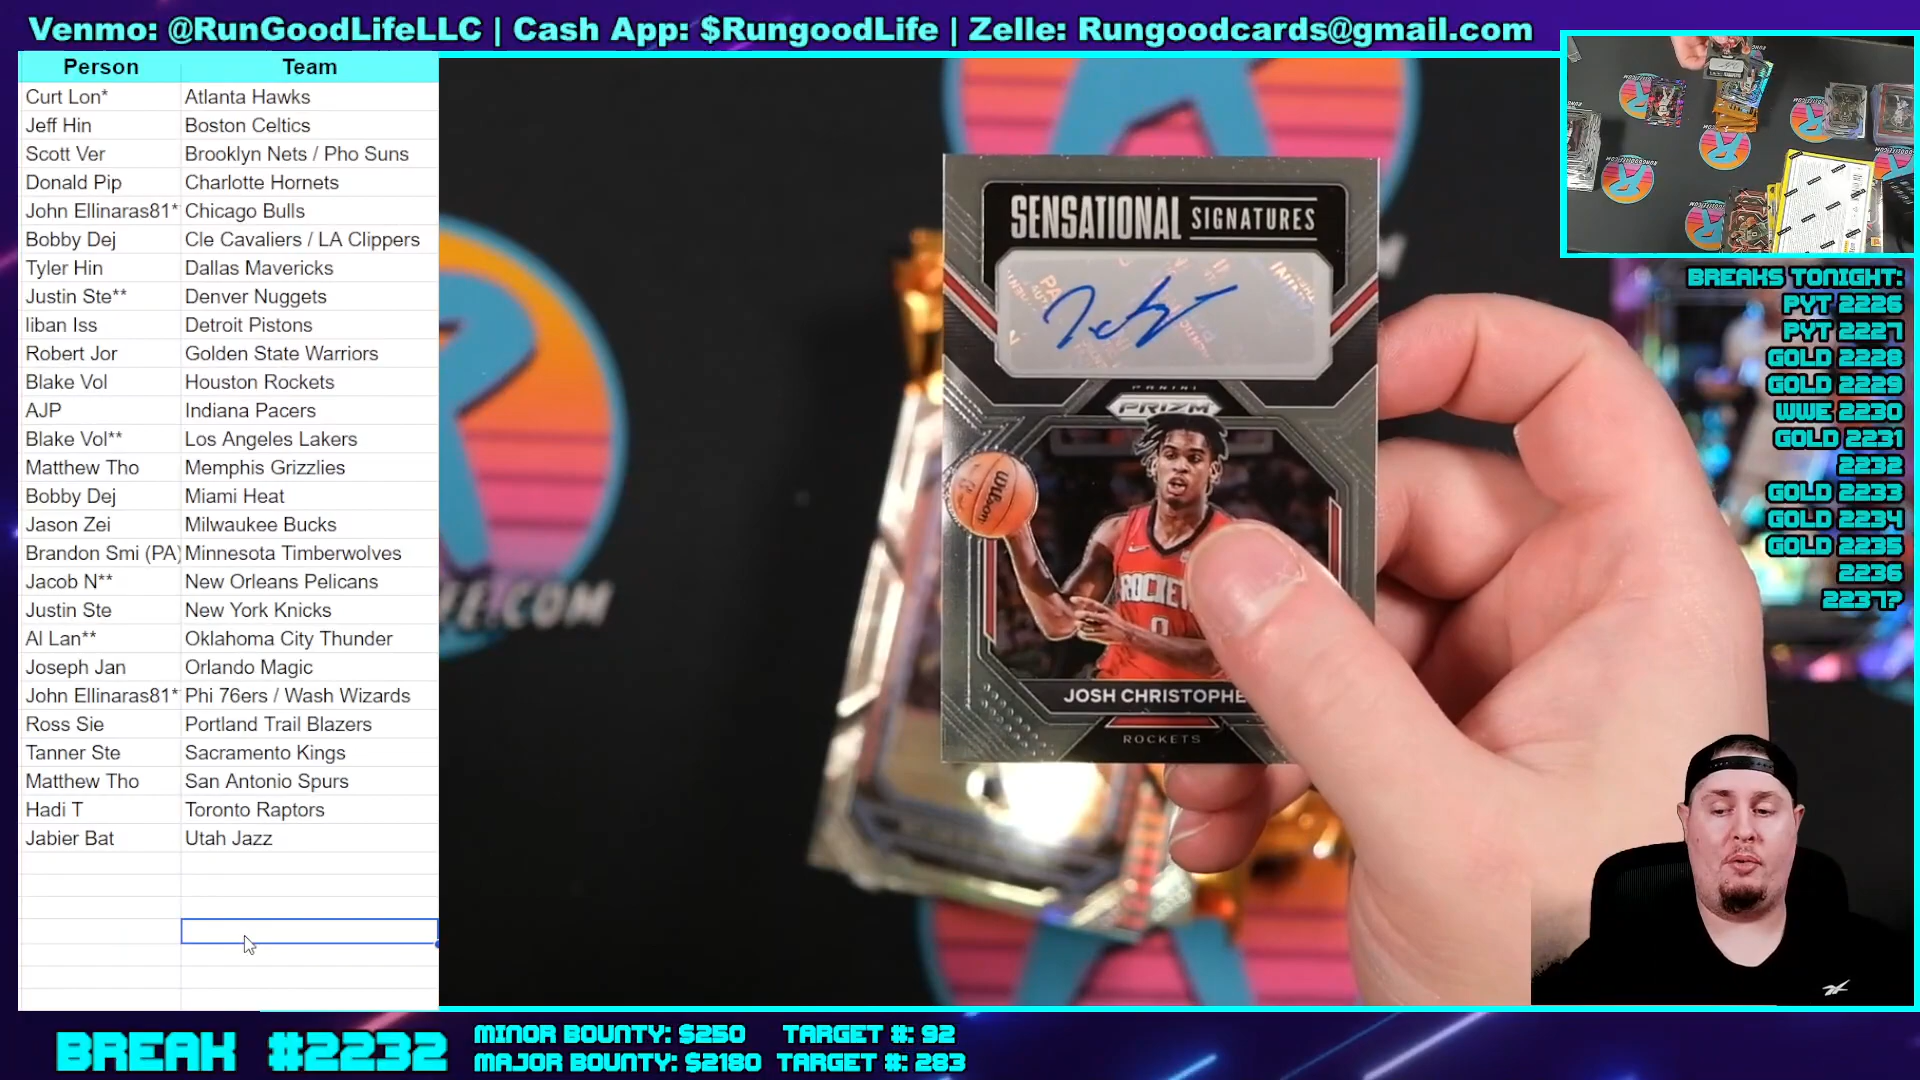 Venmo: @RunGoodLifeLLC | Cash App: $RungoodLife | Zelle: Rungoodcards@gmail.com
Person Team
Curt Lon* Atlanta Hawks
Jeff Hin Boston Celtics
Scott Ver Brooklyn Nets / Pho Suns
Donald Pip Charlotte Hornets
John Ellinaras81* Chicago Bulls
Bobby Dej Cle Cavaliers / LA Clippers
Tyler Hin Dallas Mavericks
Justin Ste** Denver Nuggets
liban Iss Detroit Pistons
Robert Jor Golden State Warriors
Blake Vol Houston Rockets
AJP Indiana Pacers
Blake Vol** Los Angeles Lakers
Matthew Tho Memphis Grizzlies
Bobby Dej Miami Heat
Jason Zei Milwaukee Bucks
Brandon Smi (PA) Minnesota Timberwolves
Jacob N** New Orleans Pelicans
Justin Ste New York Knicks
Al Lan** Oklahoma City Thunder
Joseph Jan Orlando Magic
John Ellinaras81* Phi 76ers / Wash Wizards
Ross Sie Portland Trail Blazers
Tanner Ste Sacramento Kings
Matthew Tho San Antonio Spurs
Hadi T Toronto Raptors
Jabier Bat Utah Jazz
SENSATIONAL SIGNATURES
PANINI
PRIZM
Wilson
ROCKET
0
JOSH CHRISTOPHE
ROCKETS
FE.COM
BREAKS TONIGHT:
PYT 2226
PYT 2227
GOLD 2228
GOLD 2229
WWE 2230
GOLD 2231
2232
GOLD 2233
GOLD 2234
GOLD 2235
2236
2237?
BREAK #2232
MINOR BOUNTY: $250 TARGET #: 92
MAJOR BOUNTY: $2180 TARGET #: 283